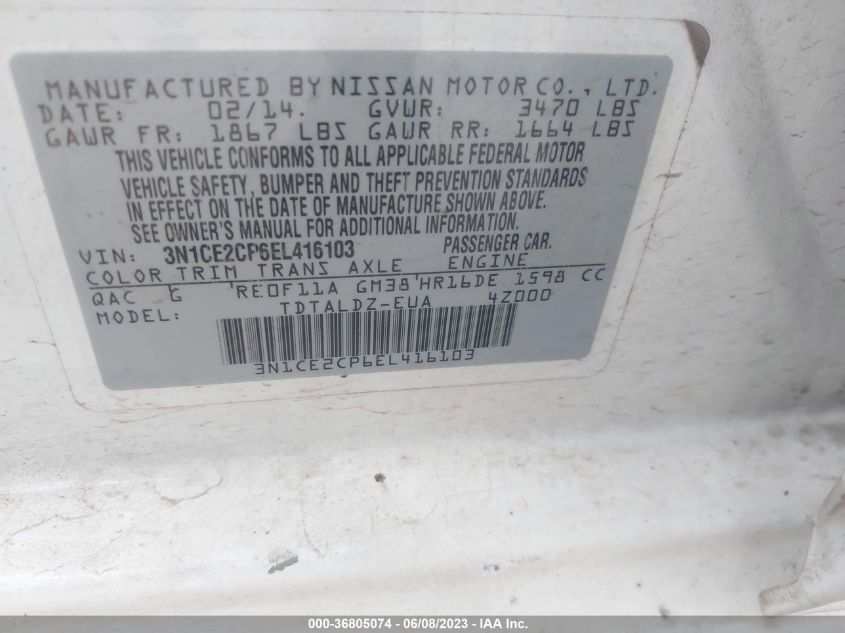 MANUFACTURED BY NISSAN MOTOR CO., LTD.
DATE: 02/14. GVWR: 3470 LBS
GAWR FR: 1867 LBS GAWR RR: 1664 LBS
THIS VEHICLE CONFORMS TO ALL APPLICABLE FEDERAL MOTOR
VEHICLE SAFETY, BUMPER AND THEFT PREVENTION STANDARDS
IN EFFECT ON THE DATE OF MANUFACTURE SHOWN ABOVE.
SEE OWNER'S MANUAL FOR ADDITIONAL INFORMATION.
VIN: 3N1CE2CP6EL416103 PASSENGER CAR.
COLOR TRIM TRANS AXLE ENGINE
QAC G RE0F11A GM38 HR16DE 1598 CC
MODEL: TDTALDZ-EUA 4Z000
3N1CE2CP6EL416103
000-36805074 - 06/08/2023 - IAA Inc.